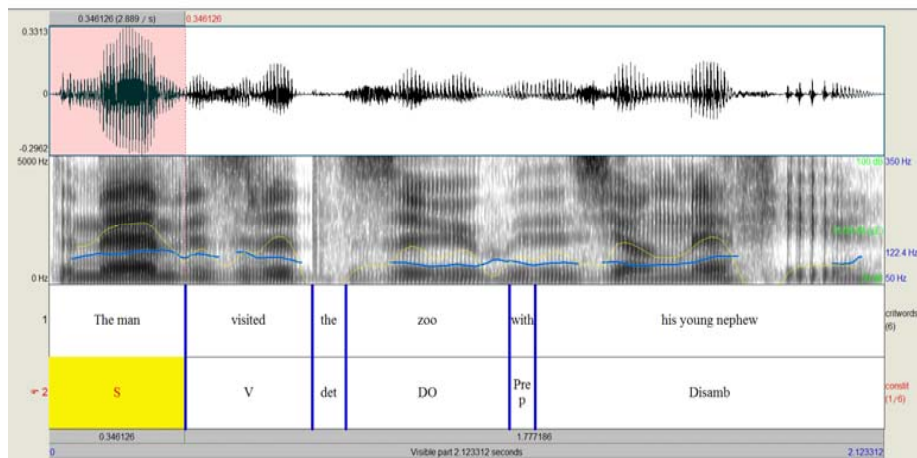 0.346126 (2.889 / s) 0.346126
0.3313
0
-0.2962
5000 Hz 100 dB 350 Hz
122.4 Hz
0 Hz 50 Hz
1 The man visited the zoo with his young nephew critwords
(6)
2 S V det DO Pre
p Disamb constit
(1/6)
0.346126 1.777186
0 Visible part 2.123312 seconds 2.123312